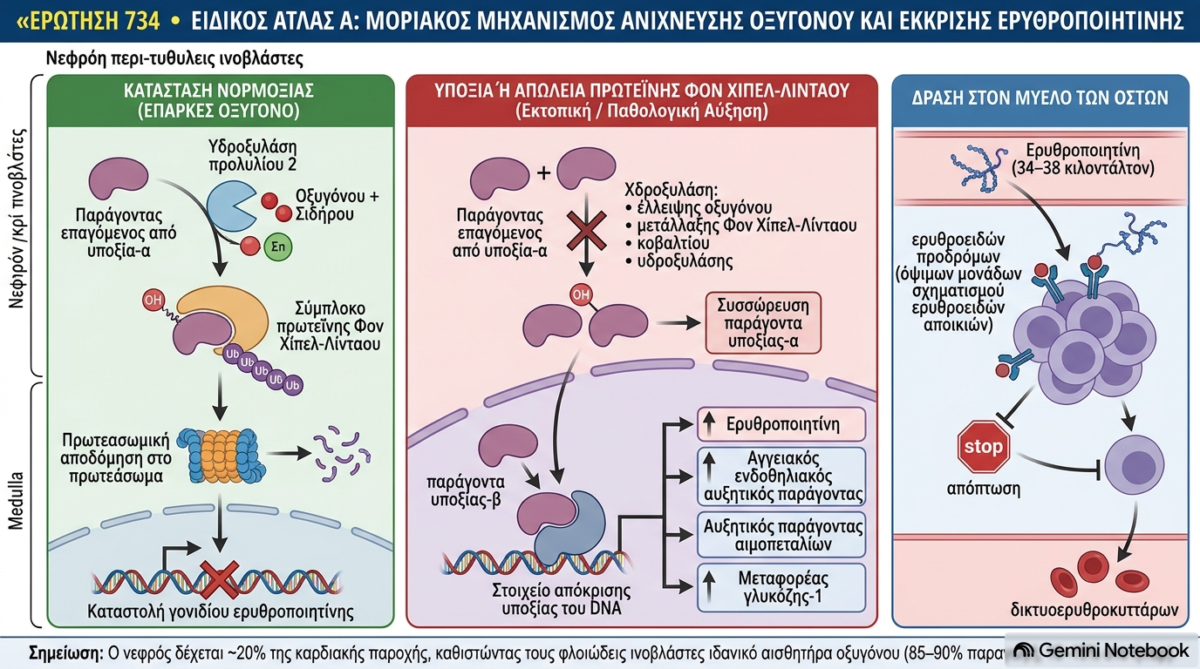 «ΕΡΩΤΗΣΗ 734 • ΕΙΔΙΚΟΣ ΑΤΛΑΣ Α: ΜΟΡΙΑΚΟΣ ΜΗΧΑΝΙΣΜΟΣ ΑΝΙΧΝΕΥΣΗΣ ΟΞΥΓΟΝΟΥ ΚΑΙ ΕΚΚΡΙΣΗΣ ΕΡΥΘΡΟΠΟΙΗΤΙΝΗΣ
Νεφρόη περι-τυθυλεις ινοβλάστες
Νεφρόν /κρί πνοβλότες
Medulla
ΚΑΤΑΣΤΑΣΗ ΝΟΡΜΟΞΙΑΣ
(ΕΠΑΡΚΕΣ ΟΞΥΓΟΝΟ)
Υδροξυλάση
προλυλίου 2
Οξυγόνου +
Σιδήρου
En
Παράγοντας
επαγόμενος από
υποξία-α
OH
Σύμπλοκο
πρωτεΐνης Φον
Χίπελ-Λίνταου
Ub Ub Ub Ub Ub
Πρωτεασωμική
αποδόμηση στο
πρωτεάσωμα
Καταστολή γονιδίου ερυθροποιητίνης
ΥΠΟΞΙΑ Ή ΑΠΩΛΕΙΑ ΠΡΩΤΕΪΝΗΣ ΦΟΝ ΧΙΠΕΛ-ΛΙΝΤΑΟΥ
(Εκτοπική / Παθολογική Αύξηση)
+
Παράγοντας
επαγόμενος
από υποξία-α
Χδροξυλάση:
• έλλειψης οξυγόνου
• μετάλλαξης Φον Χίπελ-Λίνταου
• κοβαλτίου
• υδροξυλάσης
OH
Συσσώρευση
παράγοντα
υποξίας-α
παράγοντα
υποξίας-β
Στοιχείο απόκρισης
υποξίας του DNA
Ερυθροποιητίνη
Αγγειακός
ενδοθηλιακός
αυξητικός παράγοντας
Αυξητικός παράγοντας
αιμοπεταλίων
Μεταφορέας
γλυκόζης-1
ΔΡΑΣΗ ΣΤΟΝ ΜΥΕΛΟ ΤΩΝ ΟΣΤΩΝ
Ερυθροποιητίνη
(34–38 κιλοντάλτον)
ερυθροειδών
προδρόμων
(όψιμων μονάδων
σχηματισμού
ερυθροειδών
αποικιών)
stop
απόπτωση
δικτυοερυθροκυττάρων
Σημείωση: Ο νεφρός δέχεται ~20% της καρδιακής παροχής, καθιστώντας τους φλοιώδεις ινοβλάστες ιδανικό αισθητήρα οξυγόνου (85–90% παρα
Gemini Notebook